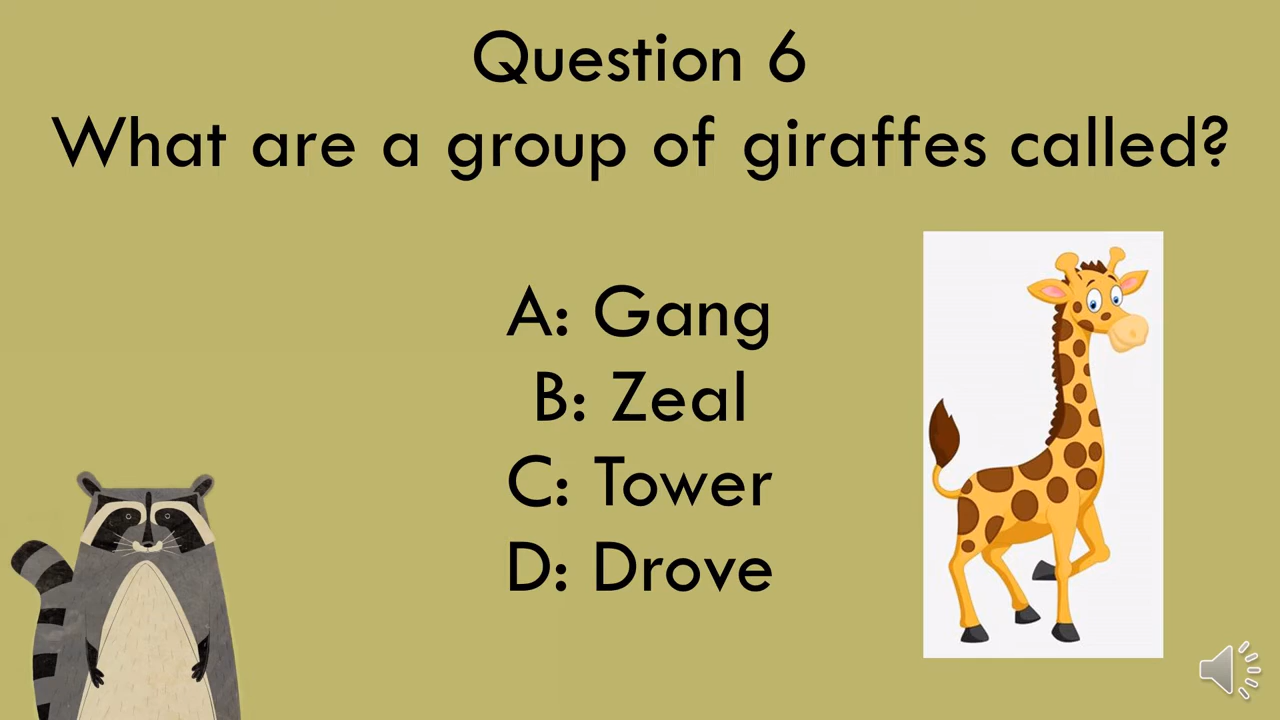 Question 6
What are a group of giraffes called?
A: Gang
B: Zeal
C: Tower
D: Drove